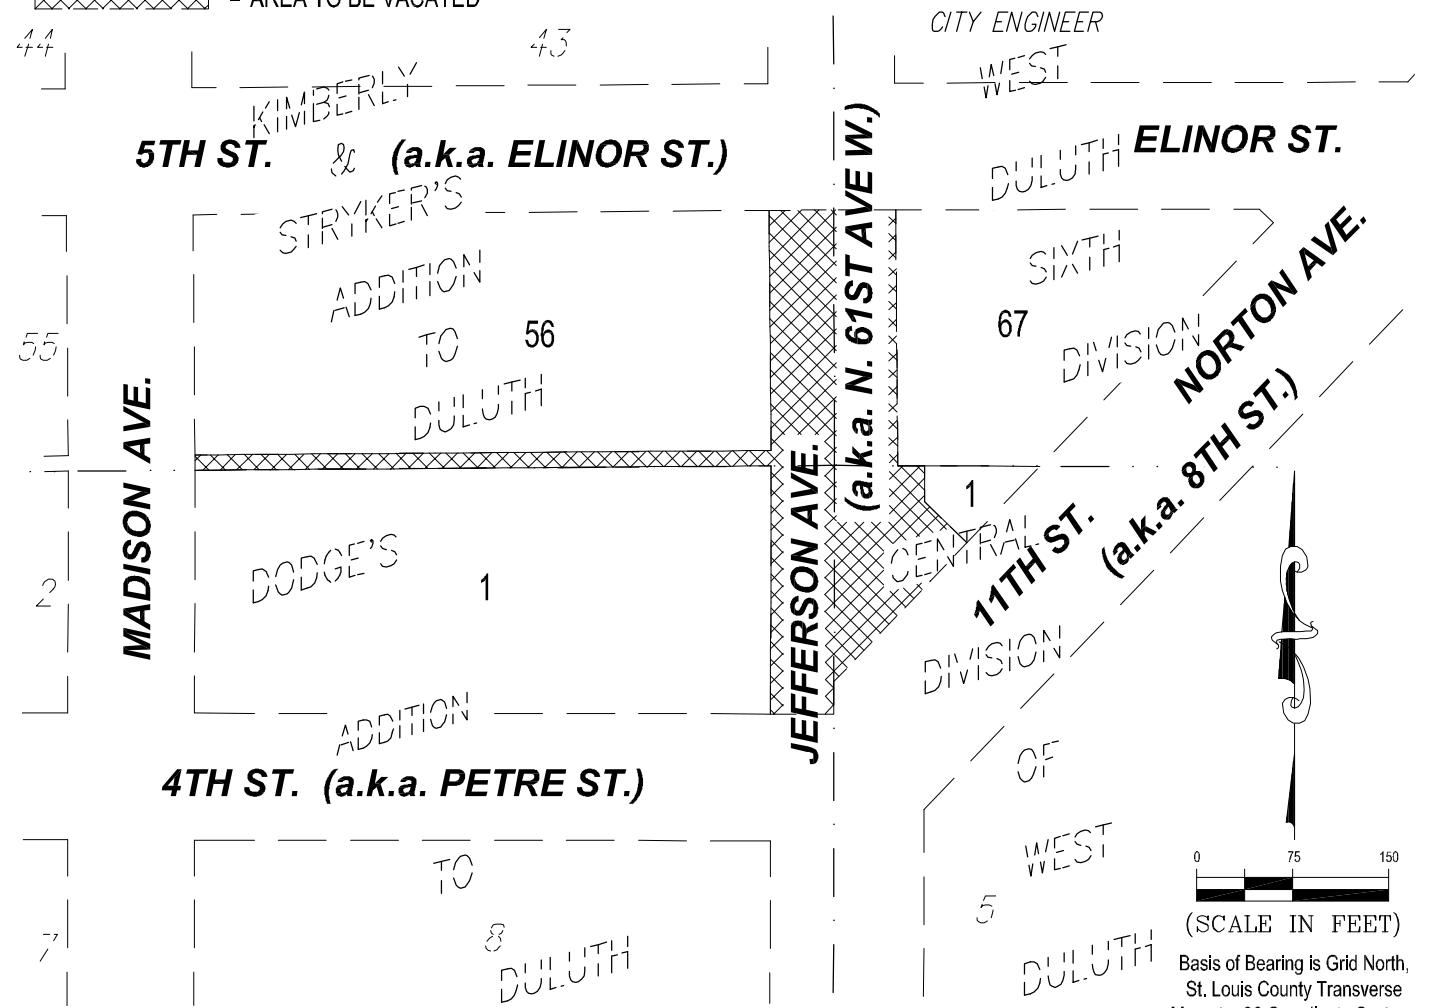 = AREA TO BE VACATED
CITY ENGINEER
44
43
KIMBERLY
&
STRYKER'S
ADDITION
TO
DULUTH
5TH ST. (a.k.a. ELINOR ST.)
WEST
DULUTH
SIXTH
DIVISION
ELINOR ST.
55
56
67
MADISON AVE.
JEFFERSON AVE.
(a.k.a. N. 61ST AVE W.)
NORTON AVE.
11TH ST.
(a.k.a. 8TH ST.)
1
2
DODGE'S
1
ADDITION
TO
DULUTH
CENTRAL
DIVISION
OF
WEST
DULUTH
4TH ST. (a.k.a. PETRE ST.)
7
8
5
0 75 150
(SCALE IN FEET)
Basis of Bearing is Grid North,
St. Louis County Transverse